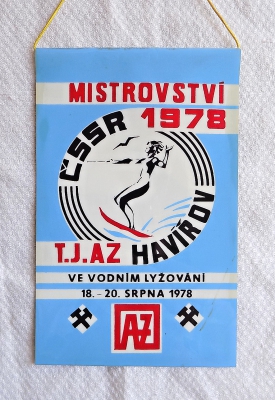 MISTROVSTVÍ
ČSSR 1978
T.J.AZ HAVÍŘOV
VE VODNÍM LYŽOVÁNÍ
18.-20. SRPNA 1978
AZ